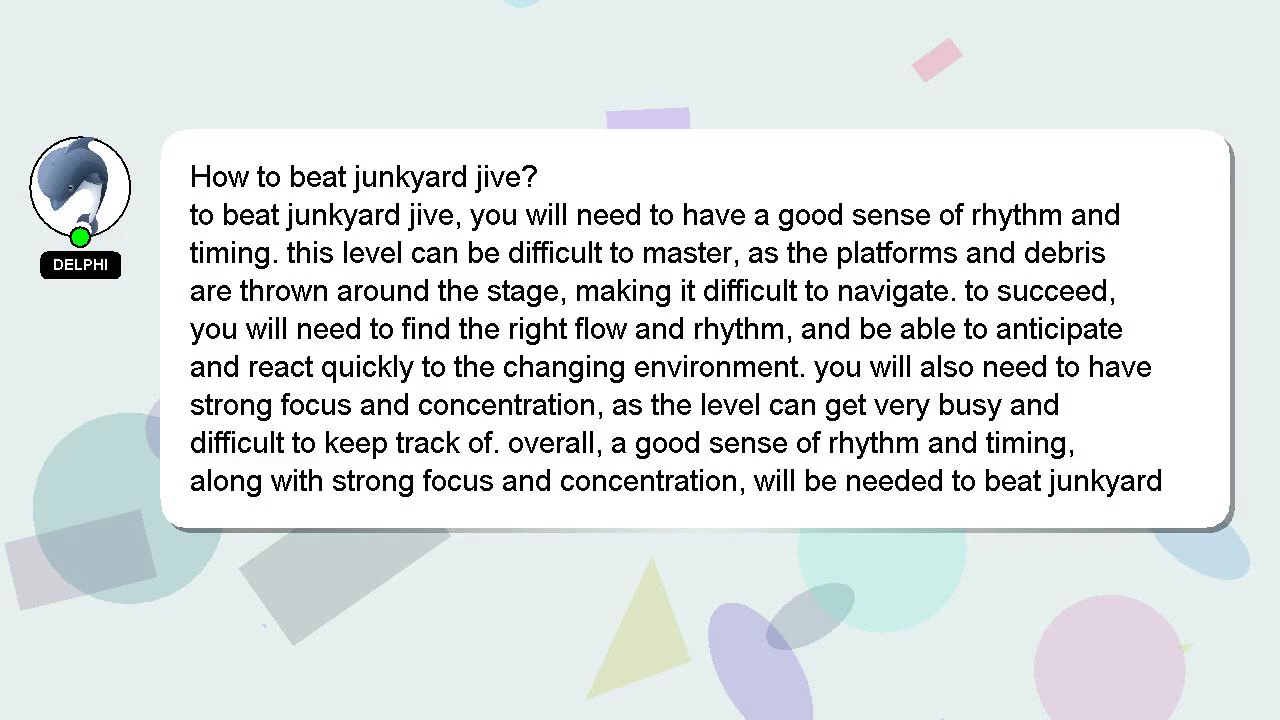 How to beat junkyard jive?
to beat junkyard jive, you will need to have a good sense of rhythm and
timing. this level can be difficult to master, as the platforms and debris
are thrown around the stage, making it difficult to navigate. to succeed,
you will need to find the right flow and rhythm, and be able to anticipate
and react quickly to the changing environment. you will also need to have
strong focus and concentration, as the level can get very busy and
difficult to keep track of. overall, a good sense of rhythm and timing,
along with strong focus and concentration, will be needed to beat junkyard
DELPHI